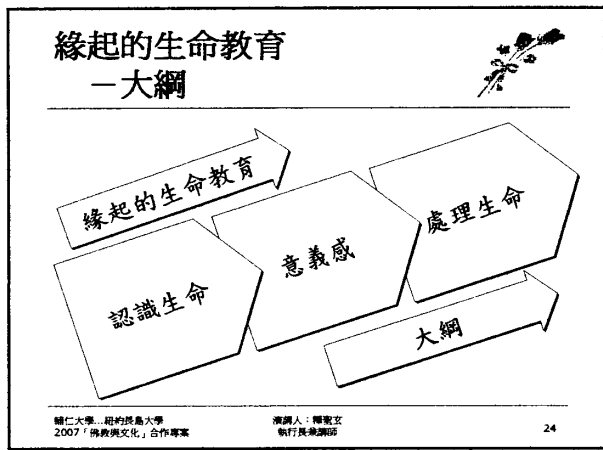 緣起的生命教育
－大綱
緣起的生命教育
認識生命
意義感
處理生命
大綱
輔仁大學...紐約長島大學
2007「佛教與文化」合作專案
演講人：釋聖玄
執行長兼講師
24